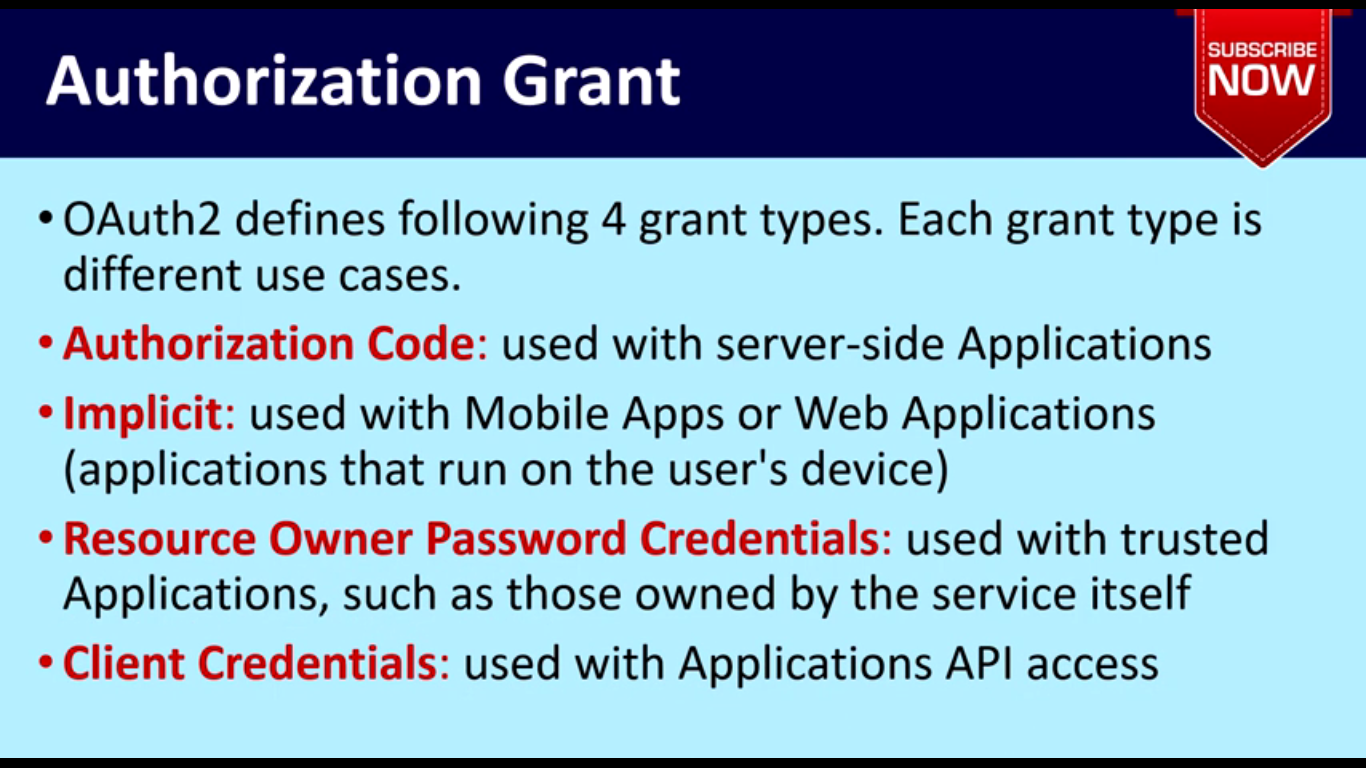 Authorization Grant
SUBSCRIBE
NOW
• OAuth2 defines following 4 grant types. Each grant type is
different use cases.
• Authorization Code: used with server-side Applications
• Implicit: used with Mobile Apps or Web Applications
(applications that run on the user's device)
• Resource Owner Password Credentials: used with trusted
Applications, such as those owned by the service itself
• Client Credentials: used with Applications API access